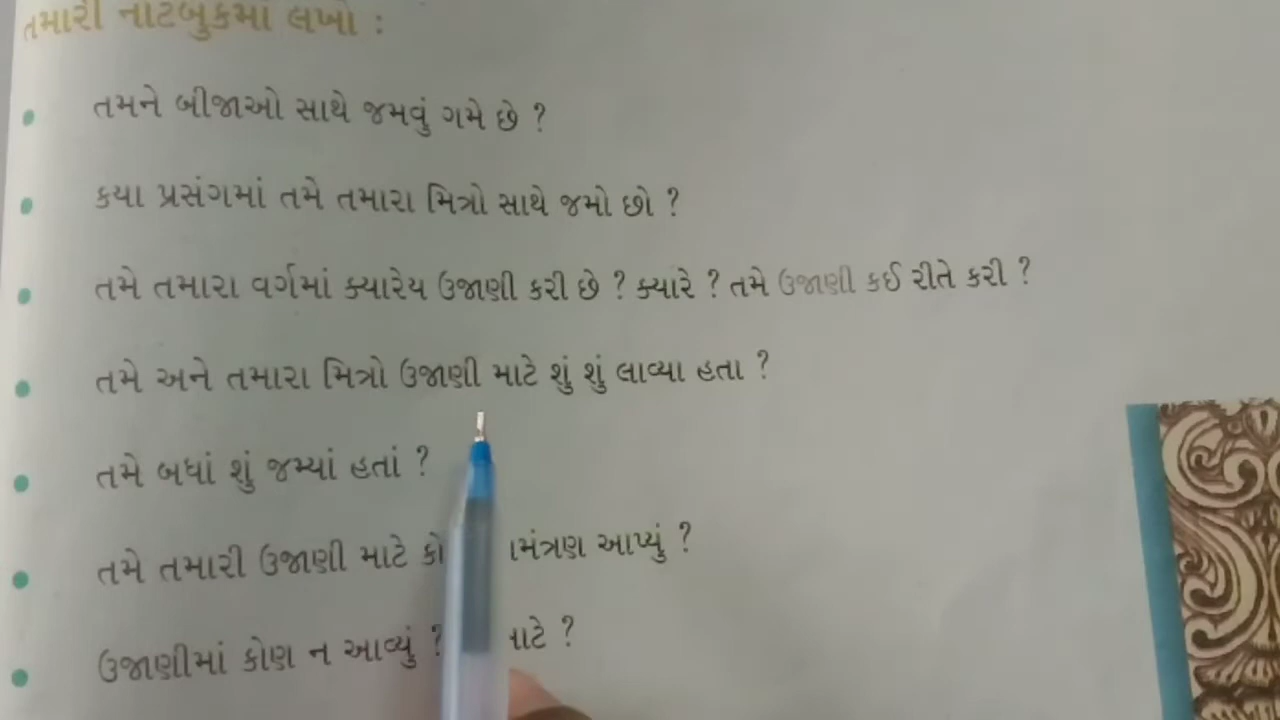 તમારી નોટબુકમાં લખો :
તમને બીજાઓ સાથે જમવું ગમે છે ?
કયા પ્રસંગમાં તમે તમારા મિત્રો સાથે જમો છો ?
તમે તમારા વર્ગમાં ક્યારેય ઉજાણી કરી છે ? ક્યારે ? તમે ઉજાણી કઈ રીતે કરી ?
તમે અને તમારા મિત્રો ઉજાણી માટે શું શું લાવ્યા હતા ?
તમે બધાં શું જમ્યાં હતાં ?
તમે તમારી ઉજાણી માટે આપ્યું ?
ઉજાણીમાં કોણ ન આવ્યું ? ?